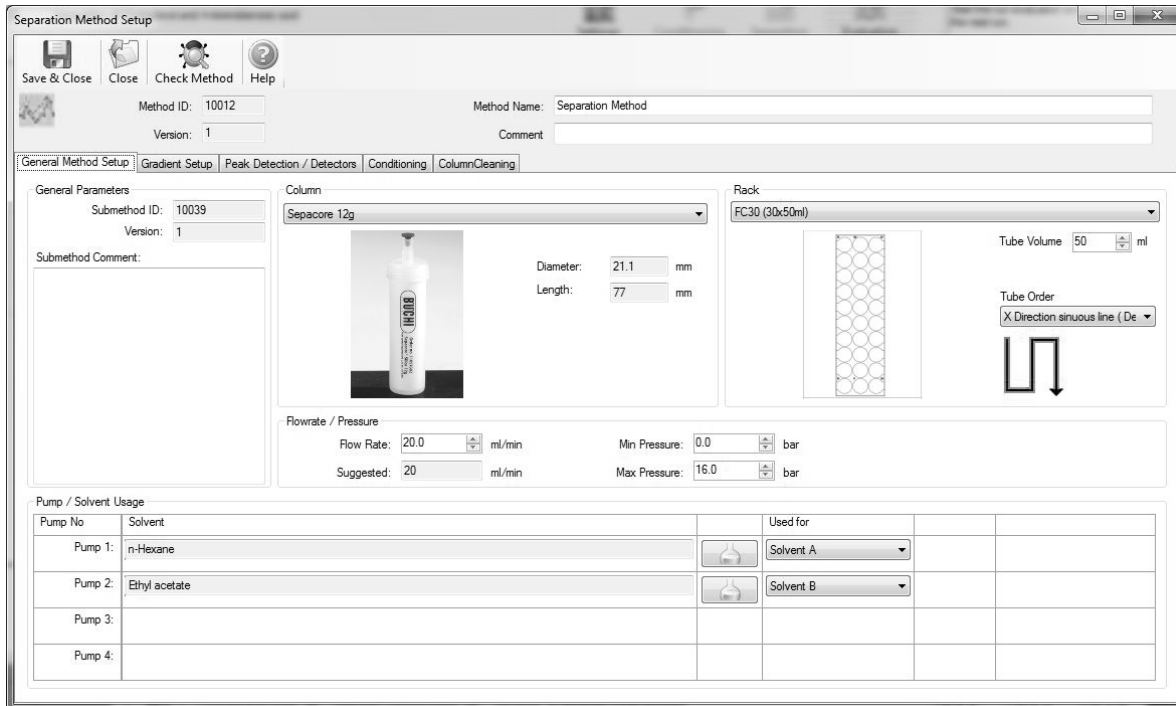 Separation Method Setup
Save & Close Close Check Method Help
Method ID: 10012 Method Name: Separation Method
Version: 1 Comment
General Method Setup Gradient Setup Peak Detection / Detectors Conditioning ColumnCleaning
General Parameters Column Rack
Submethod ID: 10039 Sepacore 12g FC30 (30x50ml)
Version: 1
Submethod Comment:
Tube Volume 50 ml
Diameter: 21.1 mm
Length: 77 mm
Tube Order
X Direction sinuous line ( De
BUCHI
Flowrate / Pressure
Flow Rate: 20.0 ml/min Min Pressure: 0.0 bar
Suggested: 20 ml/min Max Pressure: 16.0 bar
Pump / Solvent Usage
Pump No Solvent Used for
Pump 1: n-Hexane Solvent A
Pump 2: Ethyl acetate Solvent B
Pump 3:
Pump 4: